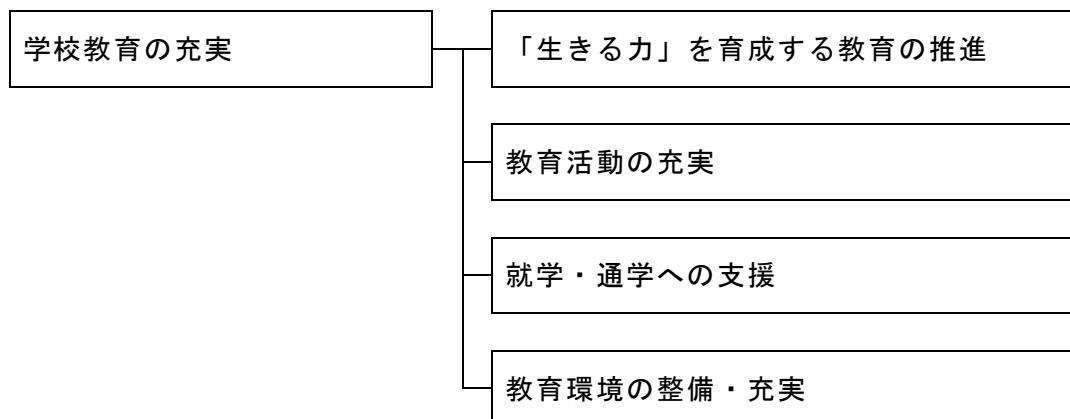 学校教育の充実
「生きる力」を育成する教育の推進
教育活動の充実
就学・通学への支援
教育環境の整備・充実